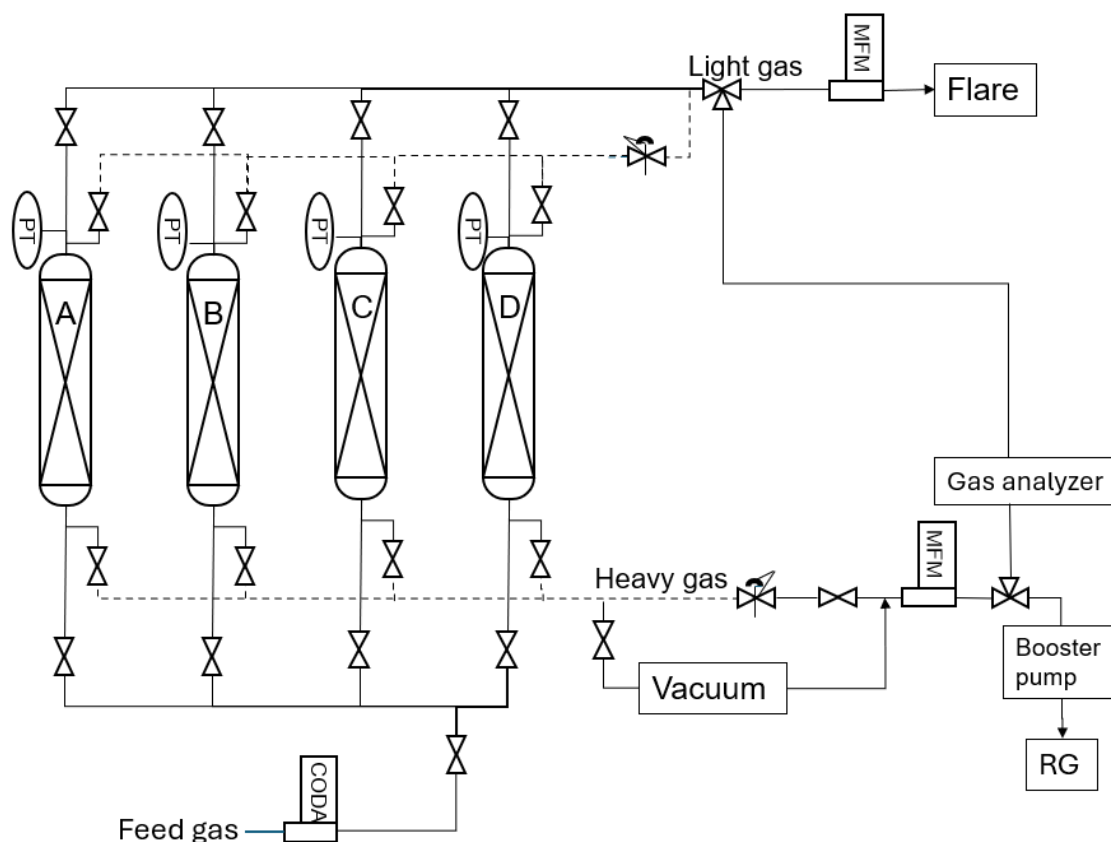 MFM
Light gas
Flare
PT
PT
PT
PT
A
B
C
D
Gas analyzer
MFM
Heavy gas
Booster
pump
Vacuum
RG
CODA
Feed gas